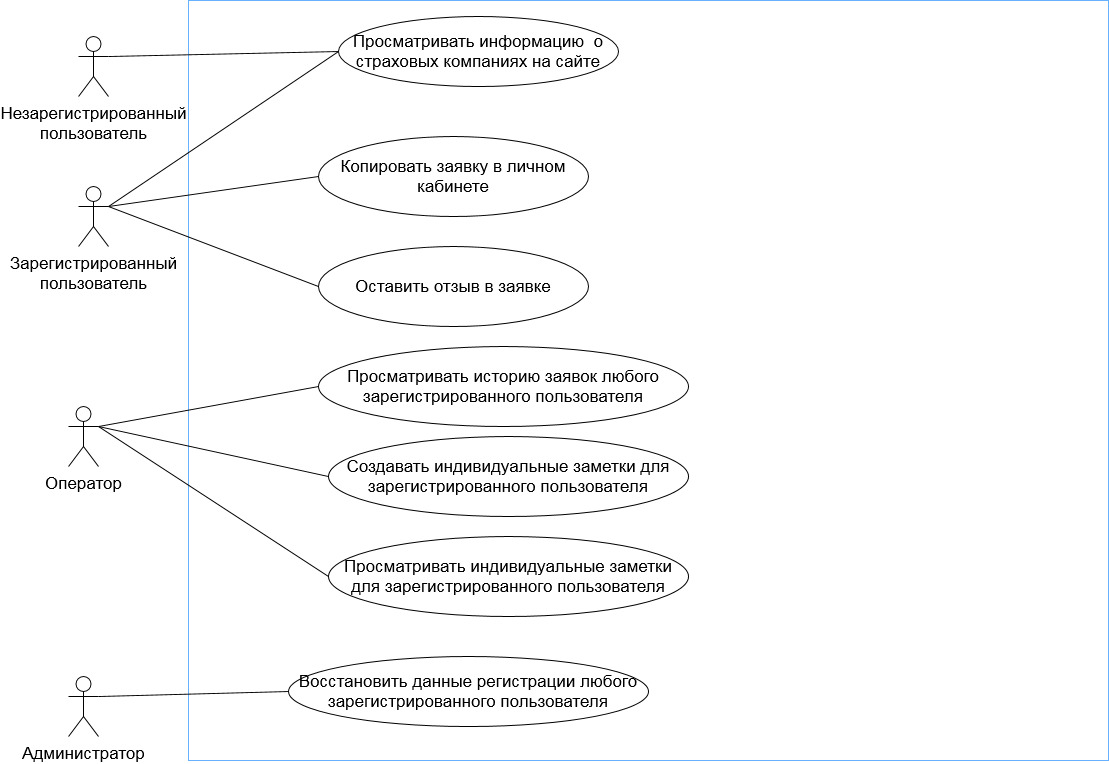 Просматривать информацию о
страховых компаниях на сайте
Незарегистрированный
пользователь
Копировать заявку в личном
кабинете
Зарегистрированный
пользователь
Оставить отзыв в заявке
Просматривать историю заявок любого
зарегистрированного пользователя
Создавать индивидуальные заметки для
зарегистрированного пользователя
Оператор
Просматривать индивидуальные заметки
для зарегистрированного пользователя
Восстановить данные регистрации любого
зарегистрированного пользователя
Администратор